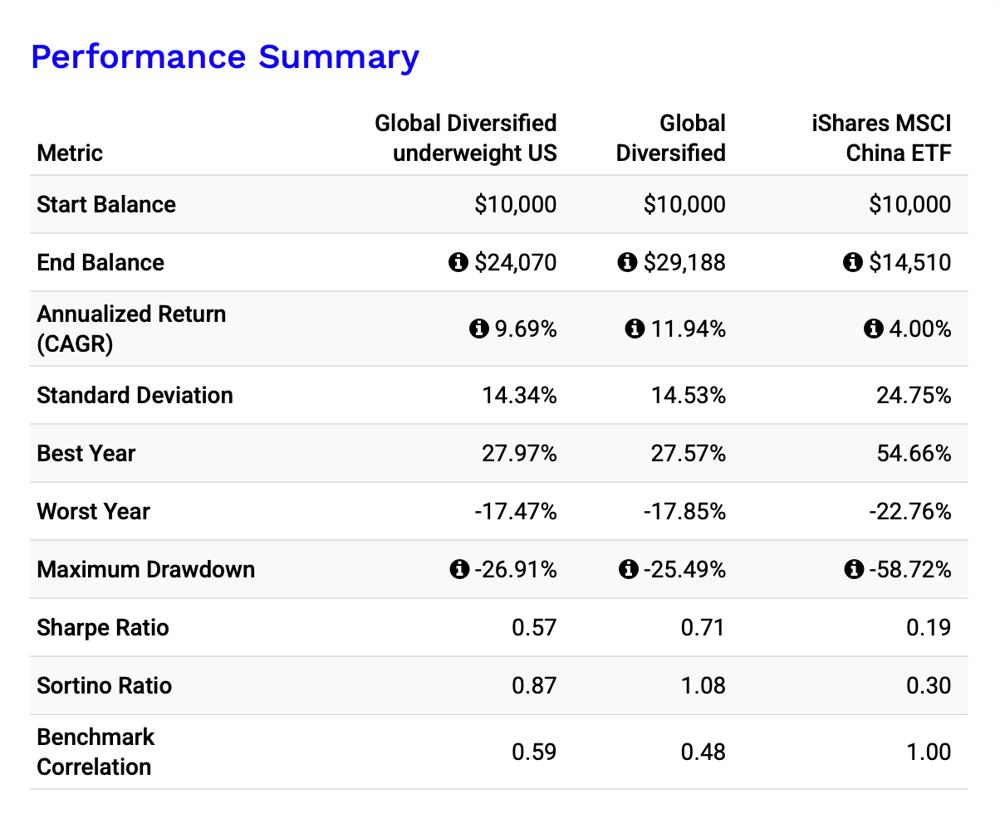 Performance Summary
Metric Global Diversified underweight US Global Diversified iShares MSCI China ETF
Start Balance $10,000 $10,000 $10,000
End Balance $24,070 $29,188 $14,510
Annualized Return (CAGR) 9.69% 11.94% 4.00%
Standard Deviation 14.34% 14.53% 24.75%
Best Year 27.97% 27.57% 54.66%
Worst Year -17.47% -17.85% -22.76%
Maximum Drawdown -26.91% -25.49% -58.72%
Sharpe Ratio 0.57 0.71 0.19
Sortino Ratio 0.87 1.08 0.30
Benchmark Correlation 0.59 0.48 1.00